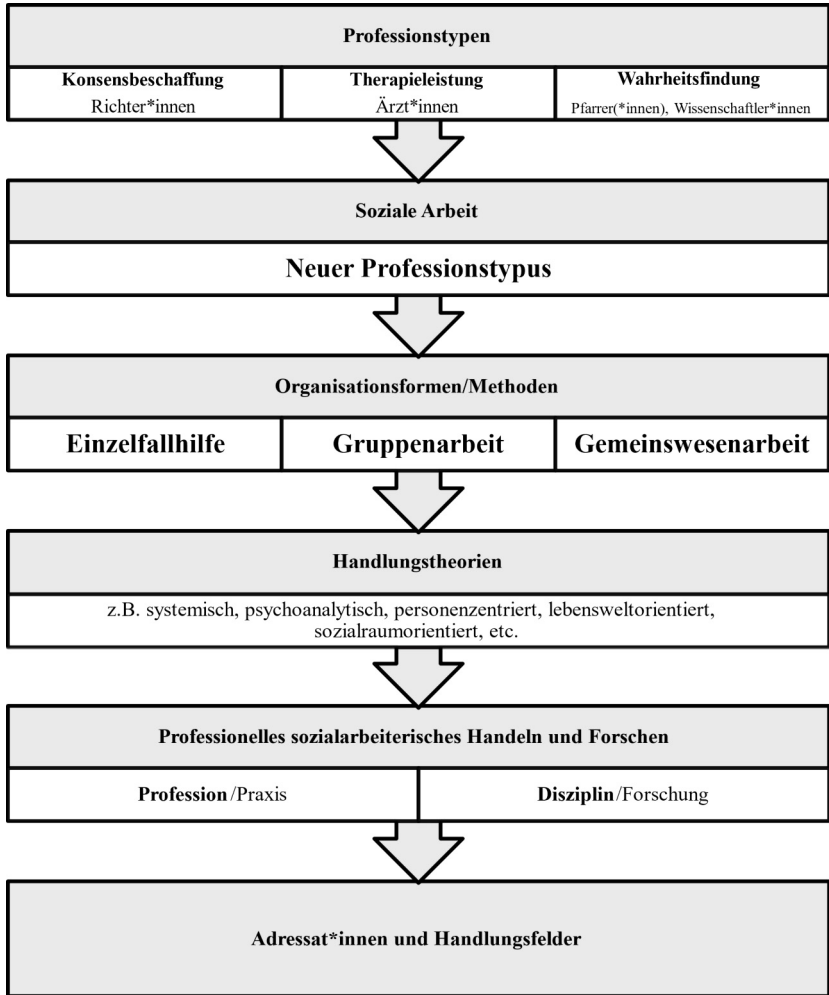 Professionstypen
Konsensbeschaffung
Richter*innen
Therapieleistung
Ärzt*innen
Wahrheitsfindung
Pfarrer(*innen), Wissenschaftler*innen
Soziale Arbeit
Neuer Professionstypus
Organisationsformen/Methoden
Einzelfallhilfe
Gruppenarbeit
Gemeinswesenarbeit
Handlungstheorien
z.B. systemisch, psychoanalytisch, personenzentriert, lebensweltorientiert,
sozialraumorientiert, etc.
Professionelles sozialarbeiterisches Handeln und Forschen
Profession/Praxis
Disziplin/Forschung
Adressat*innen und Handlungsfelder